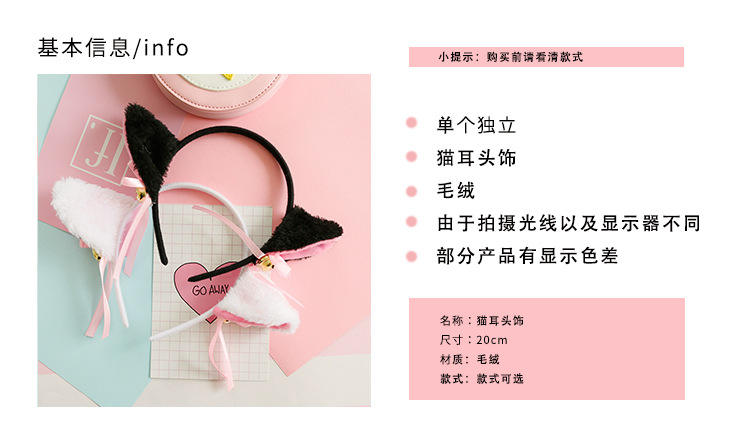 基本信息/info
小提示：购买前请看清款式
单个独立
猫耳头饰
毛绒
由于拍摄光线以及显示器不同
部分产品有显示色差
GO AWAY
名称：猫耳头饰
尺寸：20cm
材质：毛绒
款式：款式可选